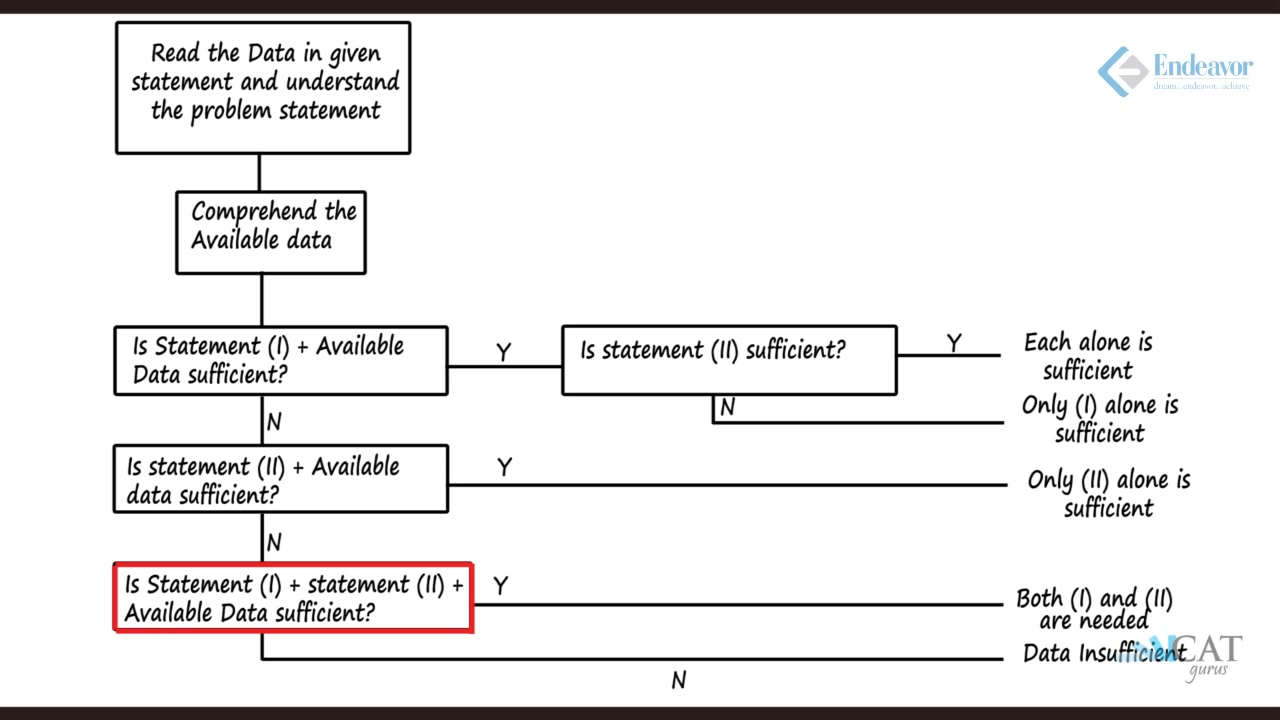 Read the Data in given
statement and understand
the problem statement
Endeavor
dream...endeavor...achieve
Comprehend the
Available data
Is Statement (I) + Available
Data sufficient?
Y
Is statement (II) sufficient?
Y
Each alone is
sufficient
N
Only (I) alone is
sufficient
N
Is statement (II) + Available
data sufficient?
Y
Only (II) alone is
sufficient
N
Is Statement (I) + statement (II) +
Available Data sufficient?
Y
Both (I) and (II)
are needed
Data Insufficient
CAT
gurus
N